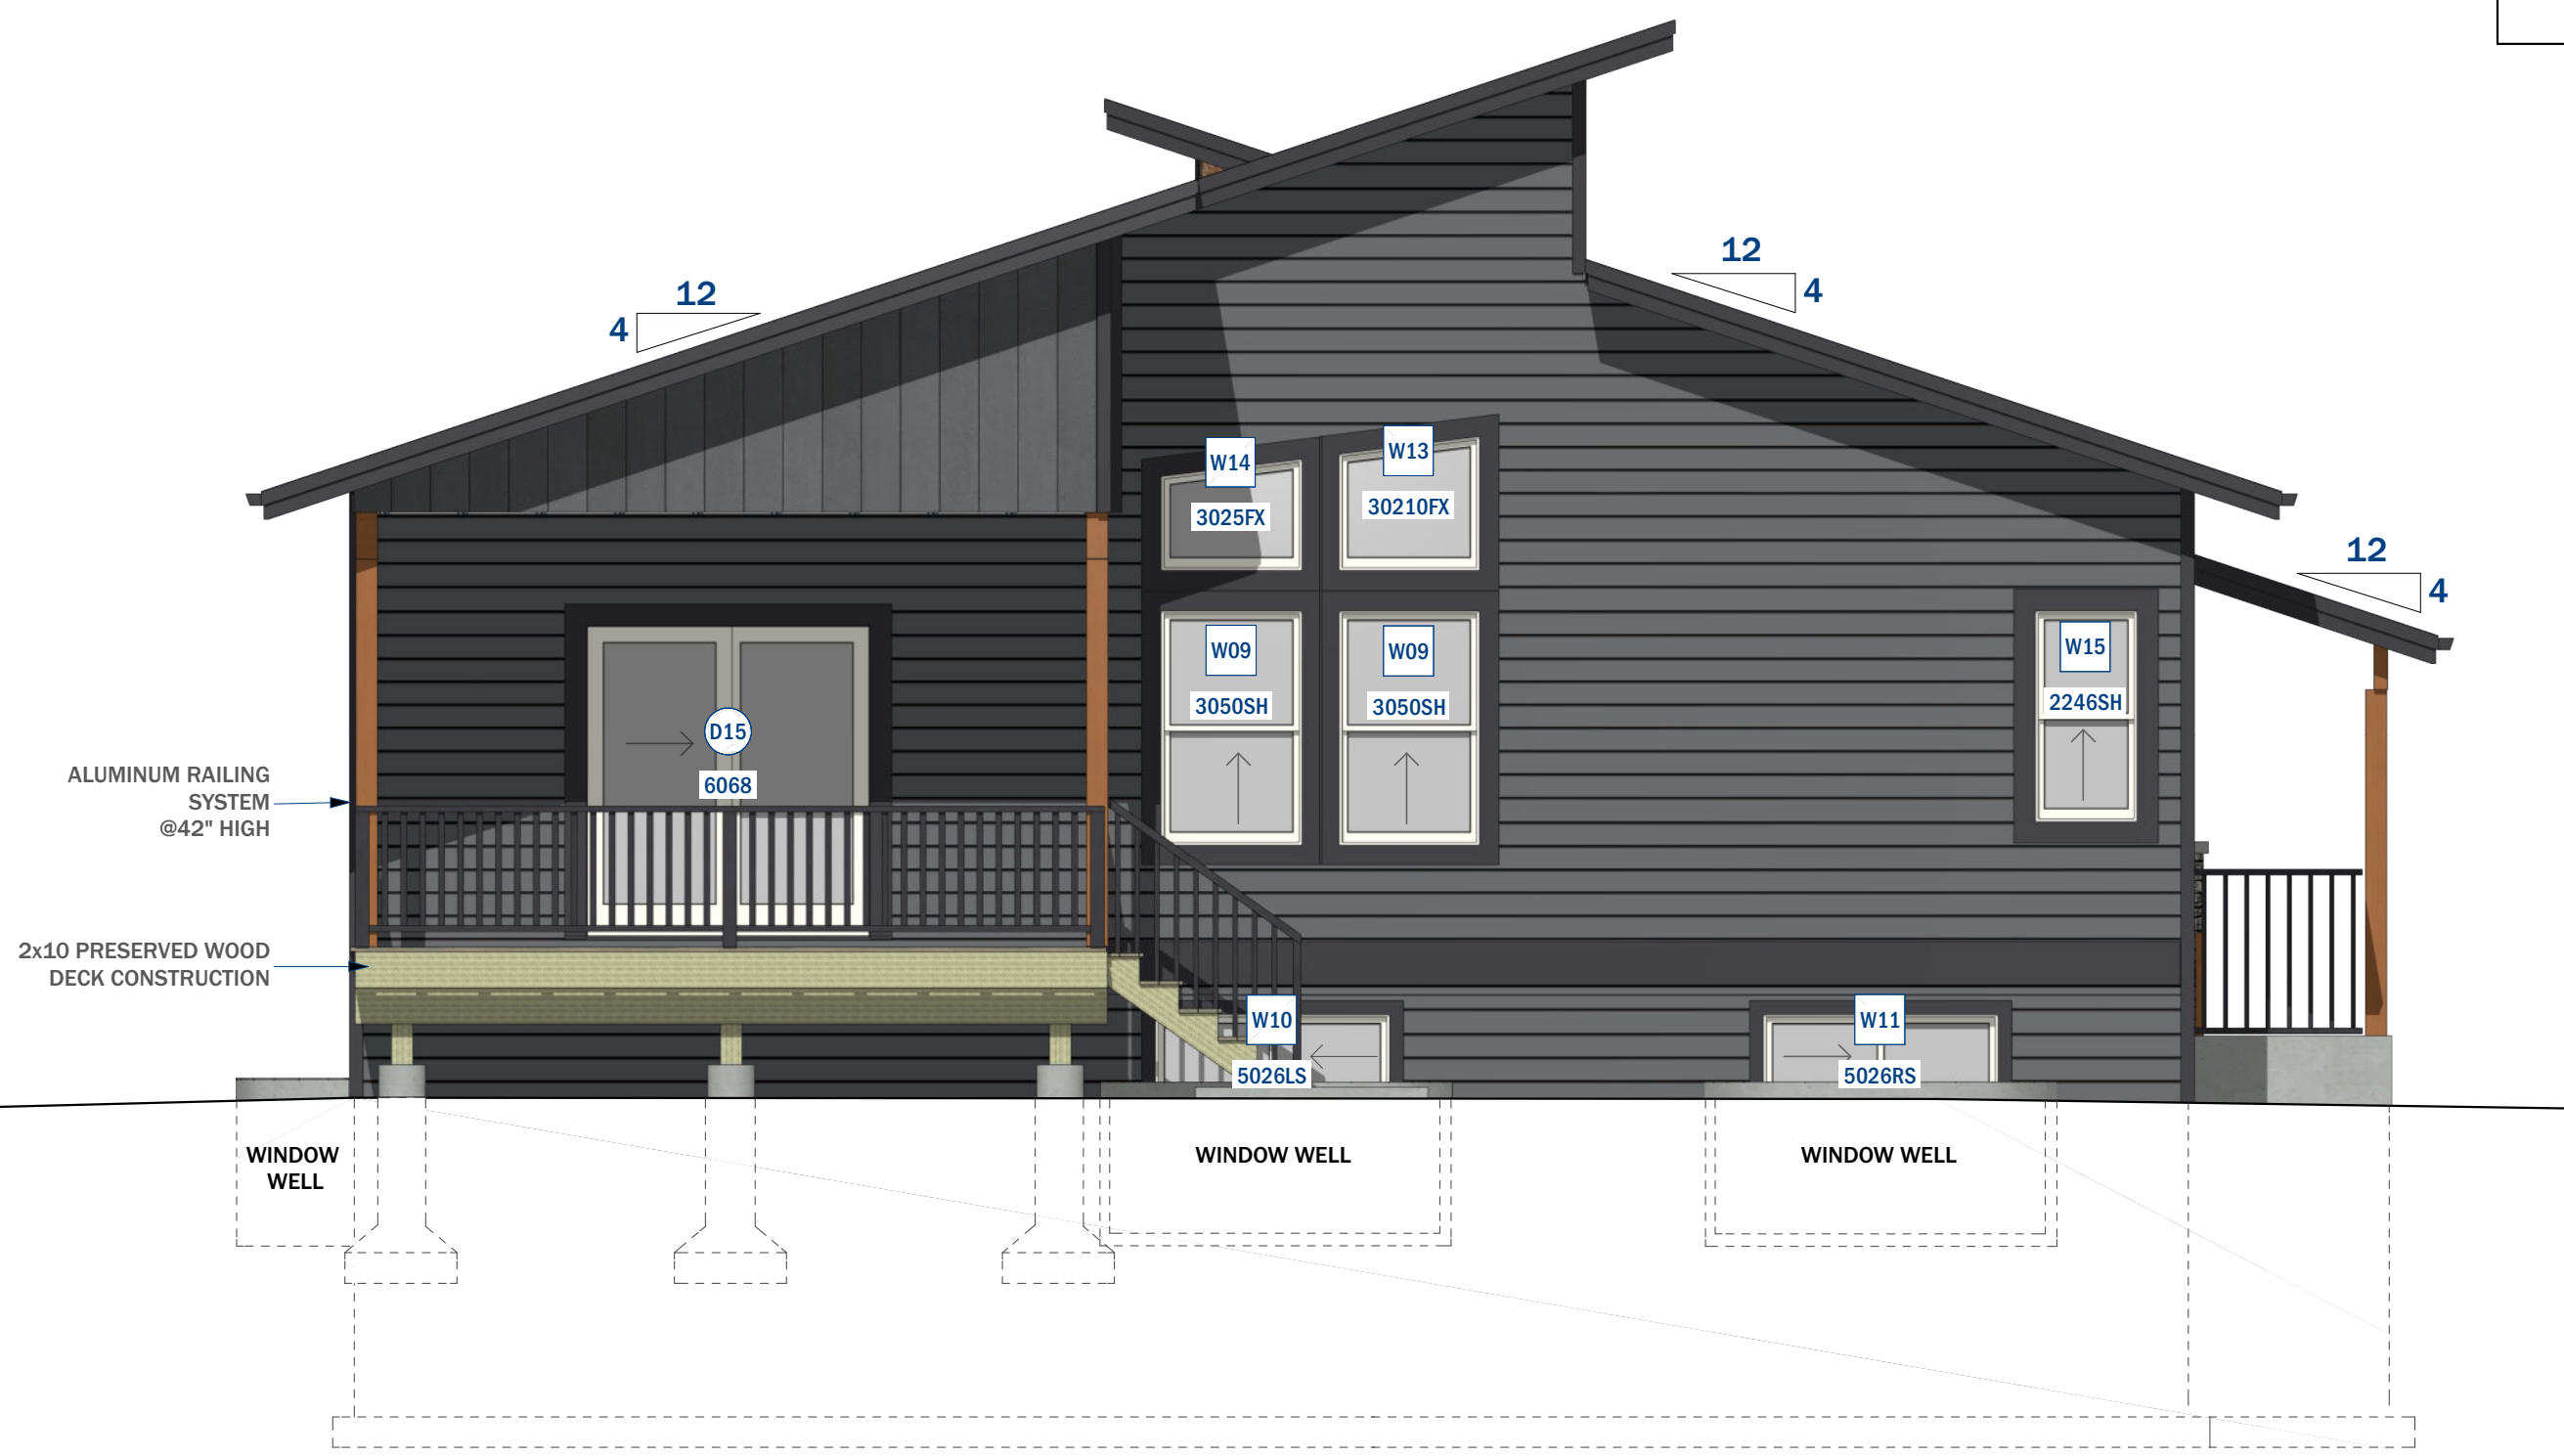 12
4
12
4
12
4
W14
3025FX
W13
30210FX
W09
3050SH
W09
3050SH
W15
2246SH
D15
6068
ALUMINUM RAILING
SYSTEM
@42" HIGH
2x10 PRESERVED WOOD
DECK CONSTRUCTION
W10
5026LS
W11
5026RS
WINDOW
WELL
WINDOW WELL
WINDOW WELL